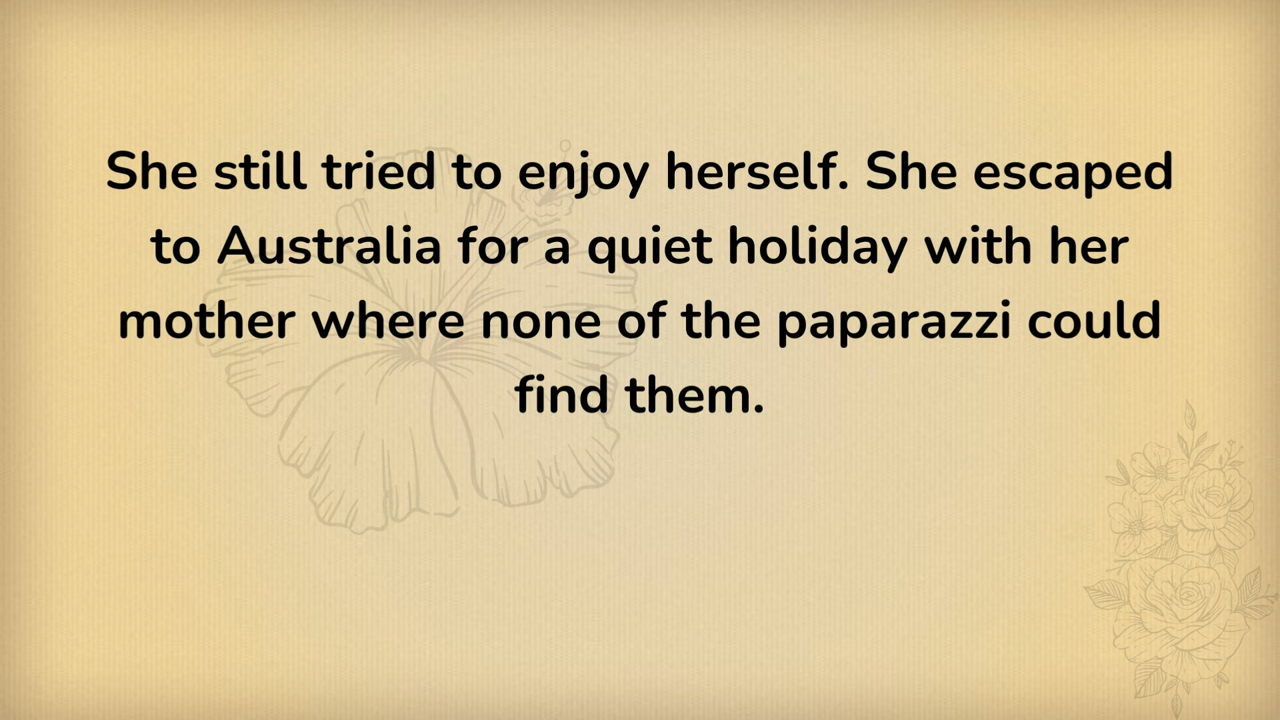 She still tried to enjoy herself. She escaped
to Australia for a quiet holiday with her
mother where none of the paparazzi could
find them.